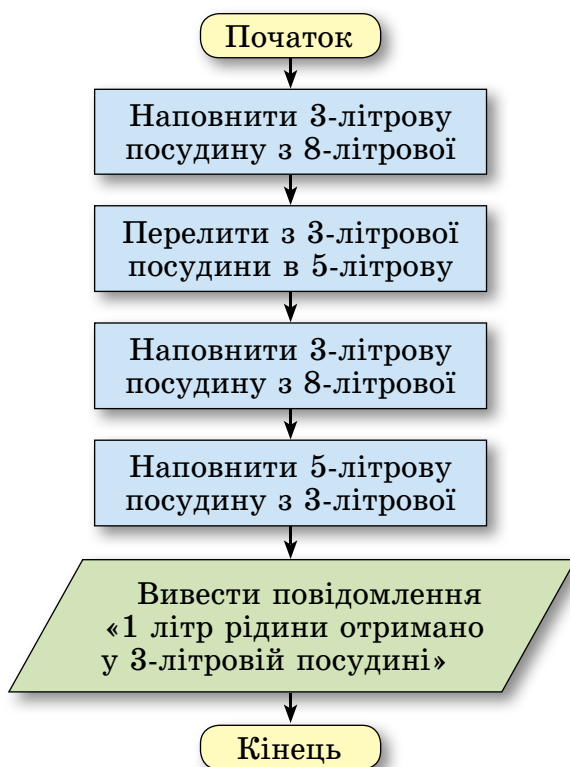 Початок
Наповнити 3-літрову
посудину з 8-літрової
Перелити з 3-літрової
посудини в 5-літрову
Наповнити 3-літрову
посудину з 8-літрової
Наповнити 5-літрову
посудину з 3-літрової
Вивести повідомлення
«1 літр рідини отримано
у 3-літровій посудині»
Кінець